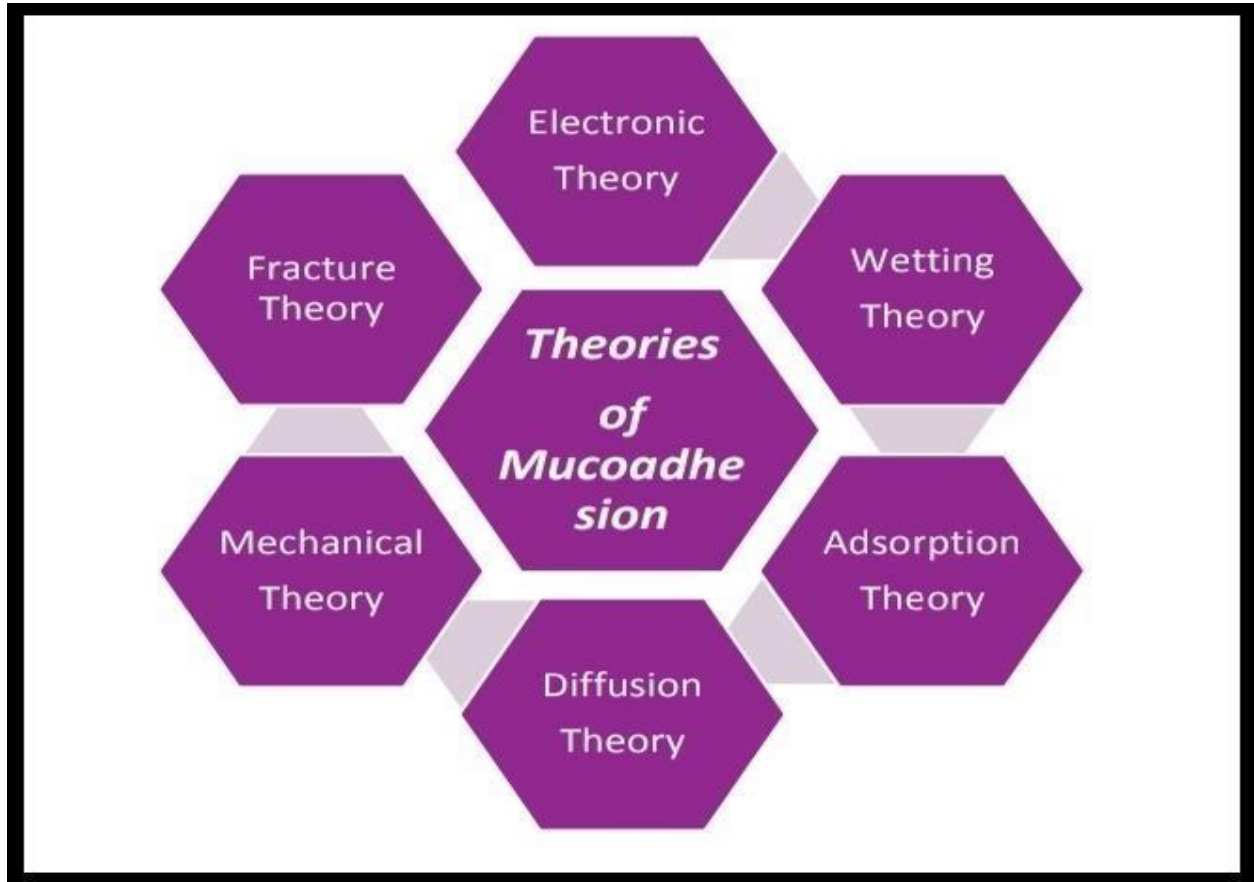 Electronic
Theory
Wetting
Theory
Adsorption
Theory
Diffusion
Theory
Mechanical
Theory
Fracture
Theory
Theories
of
Mucoadhe
sion